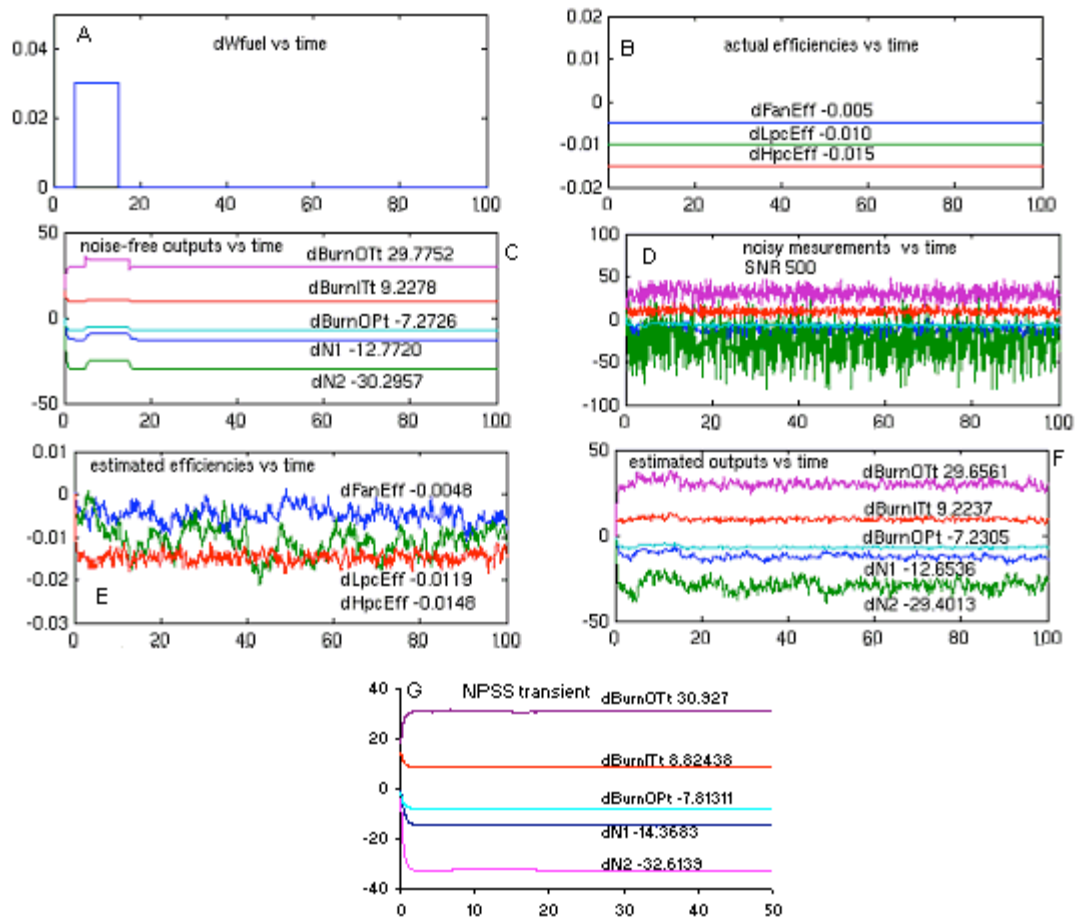 A
dWfuel vs time
0.04
0.02
0
0 20 40 60 80 100
B
actual efficiencies vs time
0.02
0.01
0
-0.01
-0.02
dFanEff -0.005
dLpcEff -0.010
dHpcEff -0.015
0 20 40 60 80 100
C
noise-free outputs vs time
50
0
-50
dBurnOTt 29.7752
dBurnITt 9.2278
dBurnOPt -7.2726
dN1 -12.7720
dN2 -30.2957
0 20 40 60 80 100
D
noisy mesurements vs time
SNR 500
100
50
0
-50
-100
0 20 40 60 80 100
estimated efficiencies vs time
0.01
0
-0.01
-0.02
-0.03
dFanEff -0.0048
dLpcEff -0.0119
dHpcEff -0.0148
E
0 20 40 60 80 100
F
estimated outputs vs time
50
0
-50
dBurnOTt 29.6561
dBurnITt 9.2237
dBurnOPt -7.2305
dN1 -12.6536
dN2 -29.4013
0 20 40 60 80 100
G
NPSS transient
40
20
0
-20
-40
dBurnOTt 30.927
dBurnITt 8.82438
dBurnOPt -7.81311
dN1 -14.3683
dN2 -32.6139
0 10 20 30 40 50